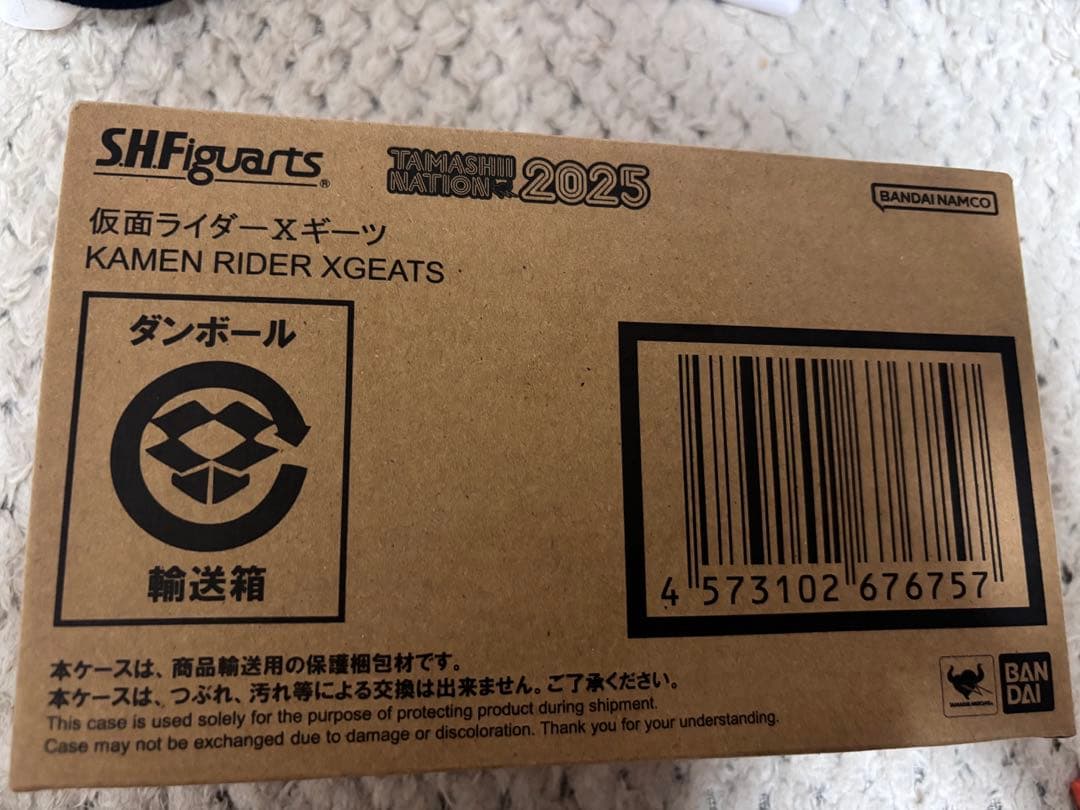 S.H.Figuarts®
TAMASHII
NATION 2025
BANDAI NAMCO
仮面ライダーXギーツ
KAMEN RIDER XGEATS
ダンボール
輸送箱
4 573102 676757
本ケースは、商品輸送用の保護梱包材です。
本ケースは、つぶれ、汚れ等による交換は出来ません。ご了承ください。
This case is used solely for the purpose of protecting product during shipment.
Case may not be exchanged due to damage or discoloration. Thank you for your understanding.
TAMASHII NATIONS
BAN
DAI